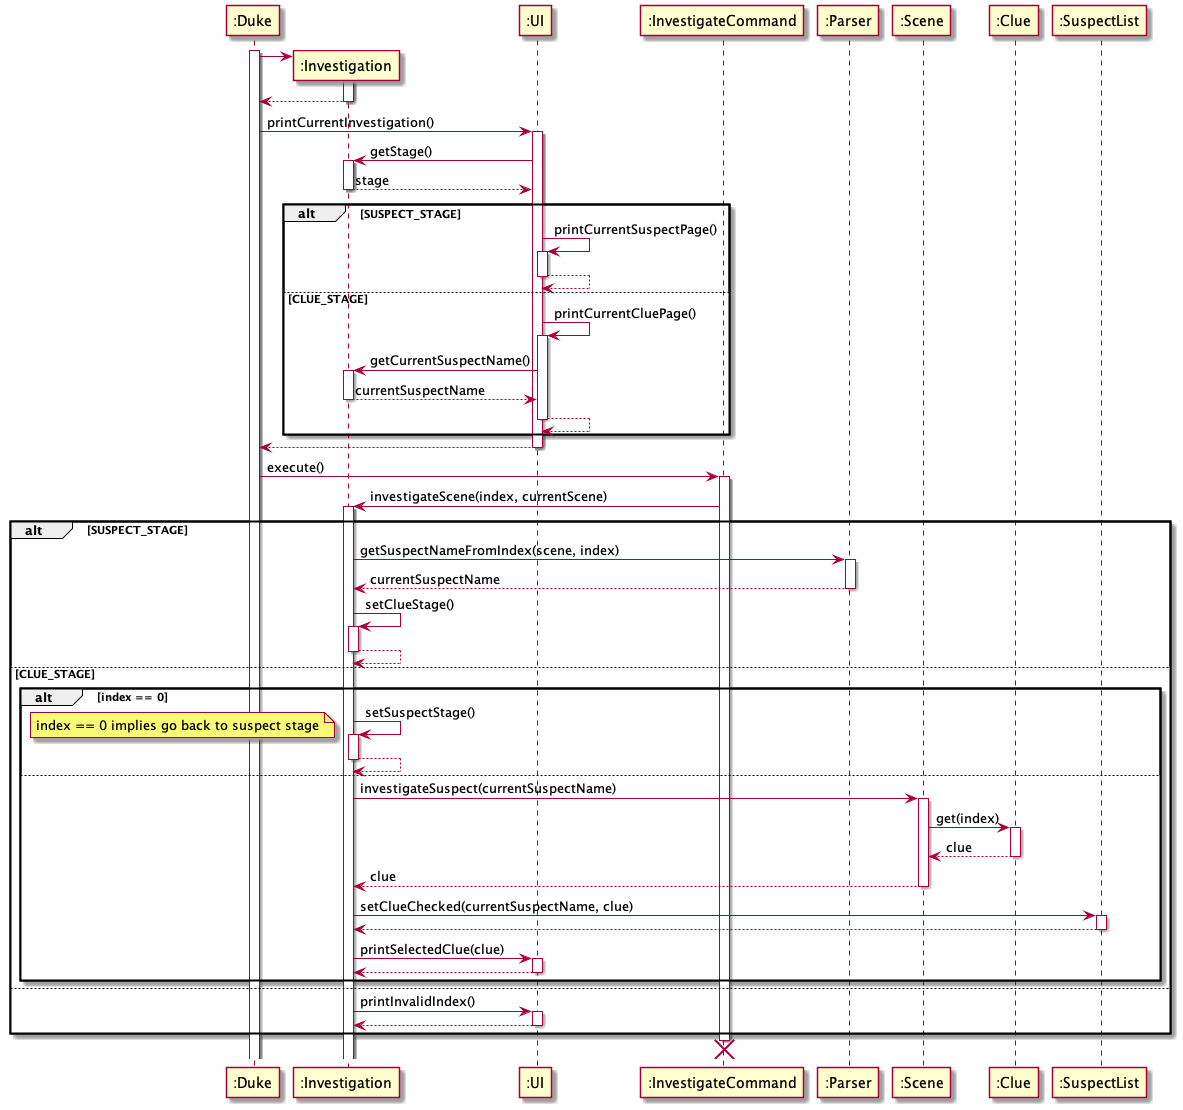 :Duke
:UI
:InvestigateCommand
:Parser
:Scene
:Clue
:SuspectList
:Investigation
printCurrentInvestigation()
getStage()
stage
alt
[SUSPECT_STAGE]
printCurrentSuspectPage()
[CLUE_STAGE]
printCurrentCluePage()
getCurrentSuspectName()
currentSuspectName
execute()
investigateScene(index, currentScene)
alt
[SUSPECT_STAGE]
getSuspectNameFromIndex(scene, index)
currentSuspectName
setClueStage()
[CLUE_STAGE]
alt
[index == 0]
setSuspectStage()
index == 0 implies go back to suspect stage
investigateSuspect(currentSuspectName)
get(index)
clue
clue
setClueChecked(currentSuspectName, clue)
printSelectedClue(clue)
printInvalidIndex()
:Duke
:Investigation
:UI
:InvestigateCommand
:Parser
:Scene
:Clue
:SuspectList